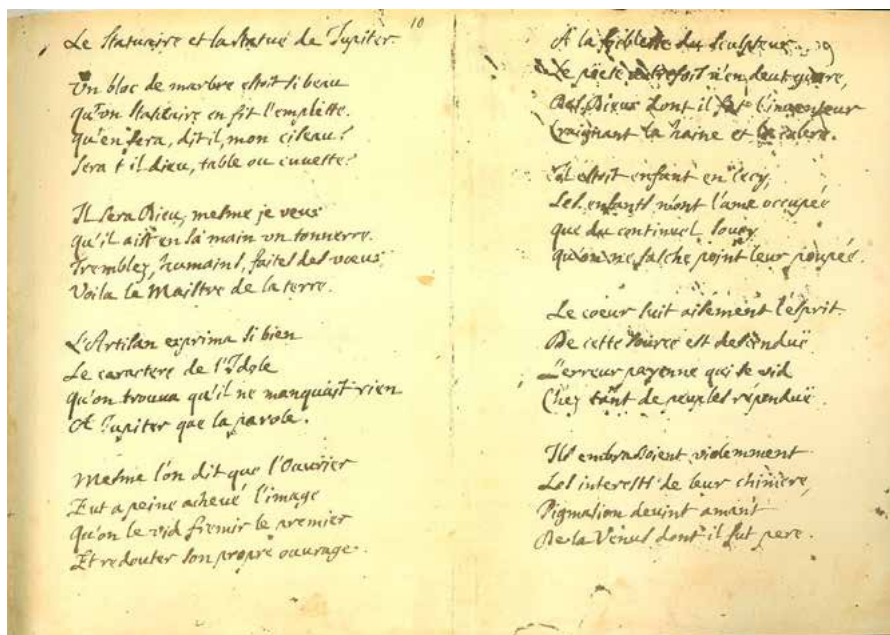 10
Le Statuaire et la Statue de Jupiter.
Un bloc de marbre estoit si beau
Qu'un Statüaire en fit l'emplette.
Qu'en fera, dit il, mon ciseau?
Sera t il dieu, table ou cuvette?
Il sera Dieu, mesme je veus
Qu'il ait en sa main un tonnerre.
Tremblez, humains, faites des vœus
Voila le Maistre de la terre.
L'Artisan exprima si bien
Le caractere de l'Idole
Qu'on trouva qu'il ne manquast rien
A Jupiter que la parole.
Mesme l'on dit que l'Ouvrier
Eut a peine achevé l'image
Qu'on le vid fremir le premier
Et redouter son propre ouvrage.
A la foiblesse du sculpteur
Le poete autrefois n'en deut guere,
Des Dieux dont il fut l'inventeur
Craignant la haine et la colere.
Il estoit enfant en cecy,
Les enfants n'ont l'ame occupée
que du continuel soucy
Qu'on ne fasche point leur poupée.
Le coeur suit aisement l'esprit.
De cette source est descenduë
L'erreur payenne qui se vid
Chez tant de peuples répenduë.
Ils embrassoient violemment
Les interests de leur chimere,
Pigmalion devint amant
De la Venus dont il fut pere.